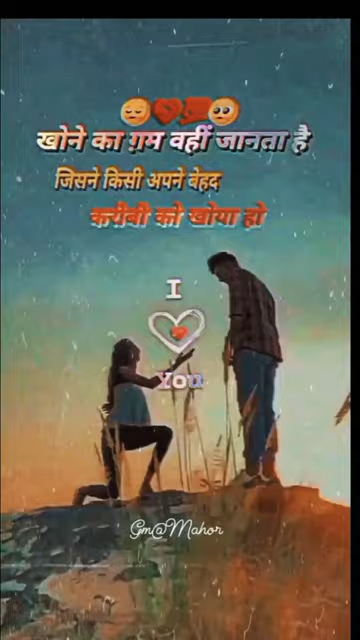 खोने का ग़म वहीं जानता है
जिसने किसी अपने बेहद
करीबी को खोया हो
I
You
Gm@Mahor